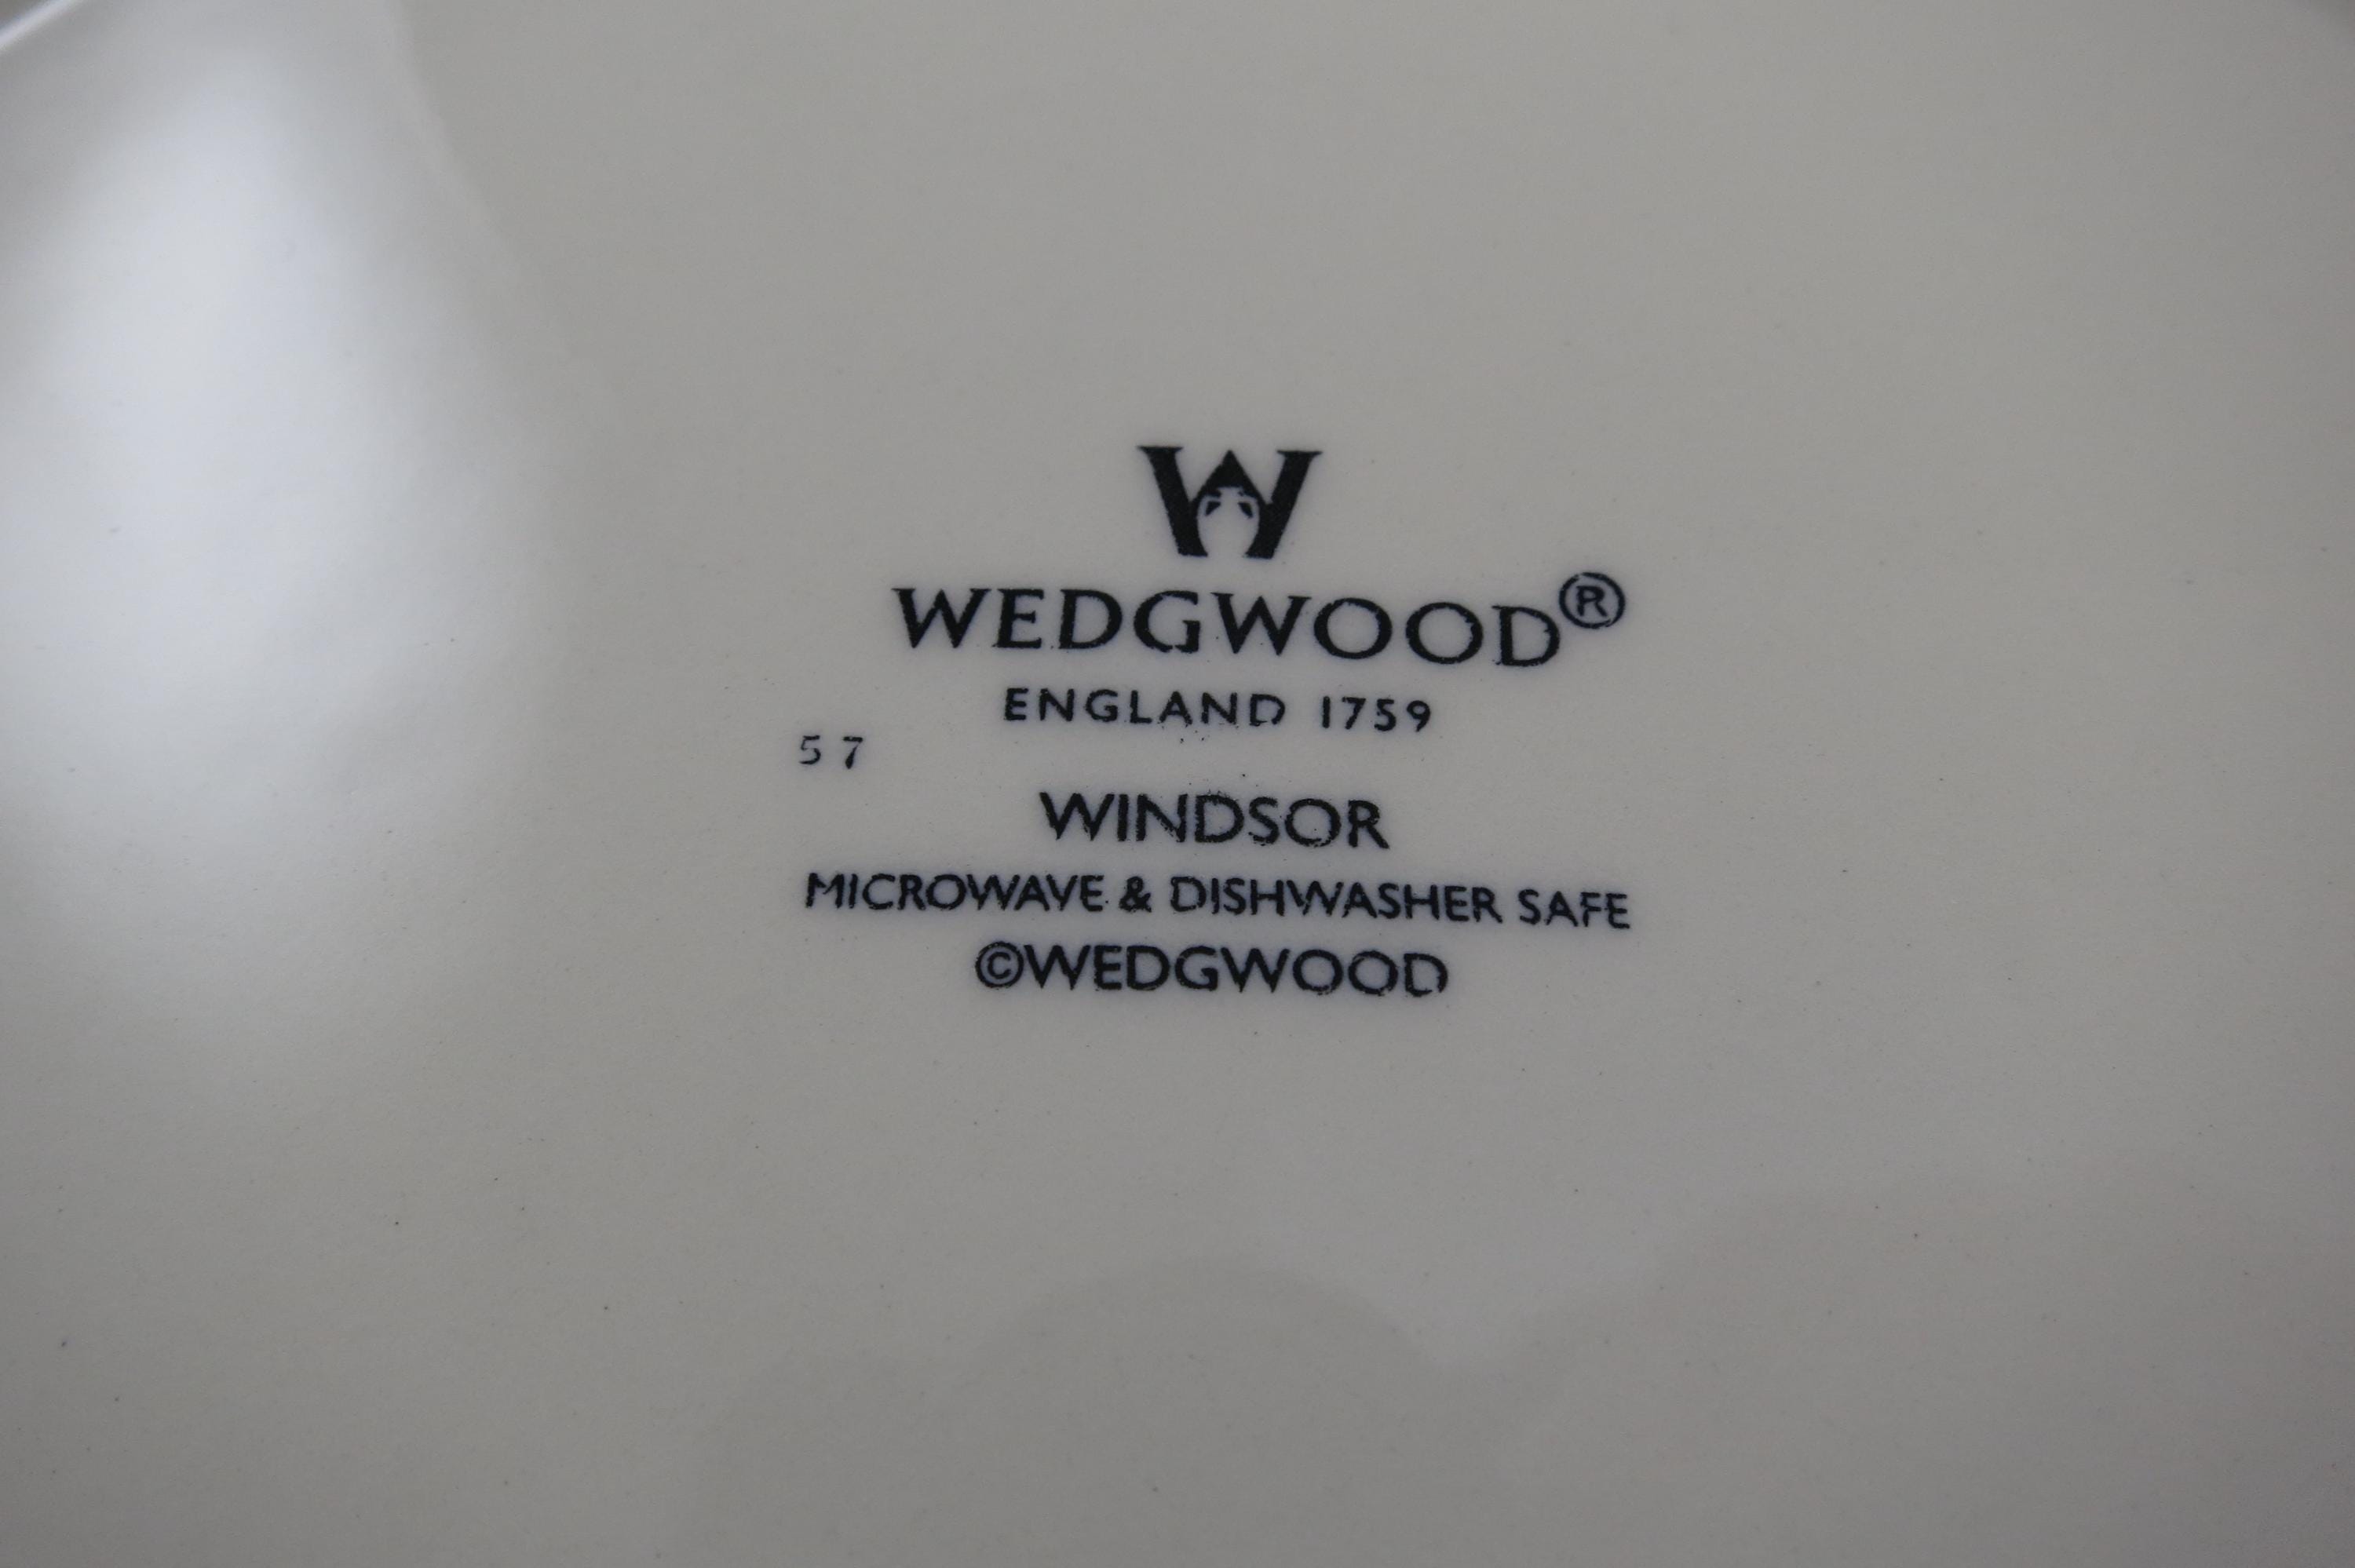 W
WEDGWOOD®
ENGLAND 1759
57
WINDSOR
MICROWAVE & DISHWASHER SAFE
©WEDGWOOD